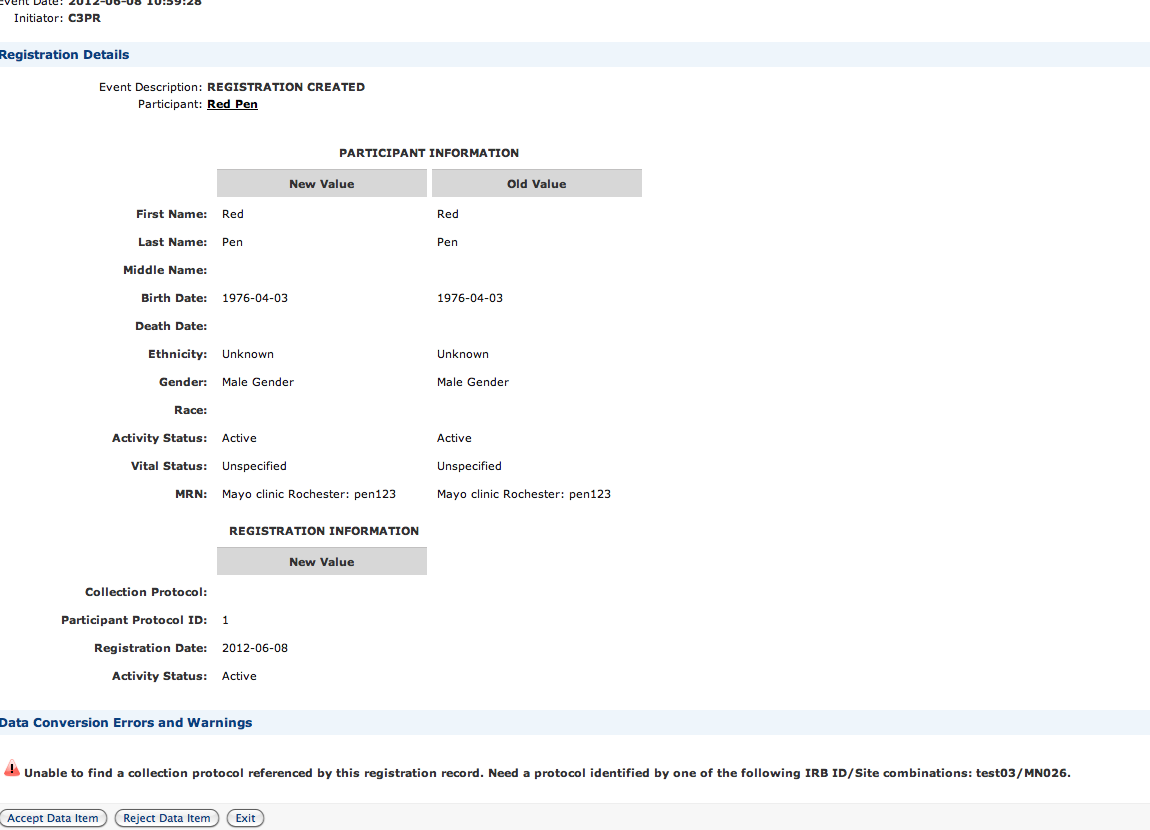 Event Date: 2012-06-08 10:59:28
Initiator: C3PR
Registration Details
Event Description: REGISTRATION CREATED
Participant: Red Pen
PARTICIPANT INFORMATION
New Value Old Value
First Name: Red Red
Last Name: Pen Pen
Middle Name:
Birth Date: 1976-04-03 1976-04-03
Death Date:
Ethnicity: Unknown Unknown
Gender: Male Gender Male Gender
Race:
Activity Status: Active Active
Vital Status: Unspecified Unspecified
MRN: Mayo clinic Rochester: pen123 Mayo clinic Rochester: pen123
REGISTRATION INFORMATION
New Value
Collection Protocol:
Participant Protocol ID: 1
Registration Date: 2012-06-08
Activity Status: Active
Data Conversion Errors and Warnings
Unable to find a collection protocol referenced by this registration record. Need a protocol identified by one of the following IRB ID/Site combinations: test03/MN026.
Accept Data Item Reject Data Item Exit